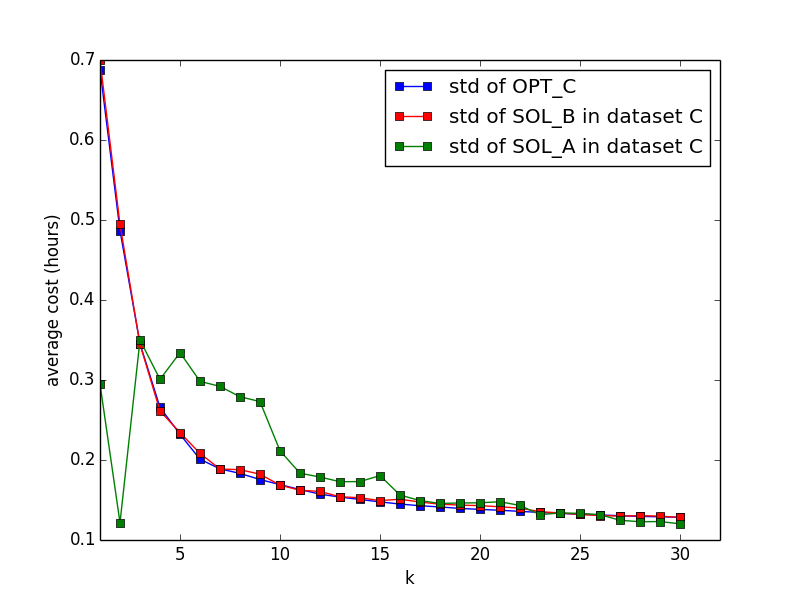 0.7
0.6
0.5
0.4
0.3
0.2
0.1
average cost (hours)
std of OPT_C
std of SOL_B in dataset C
std of SOL_A in dataset C
5 10 15 20 25 30
k